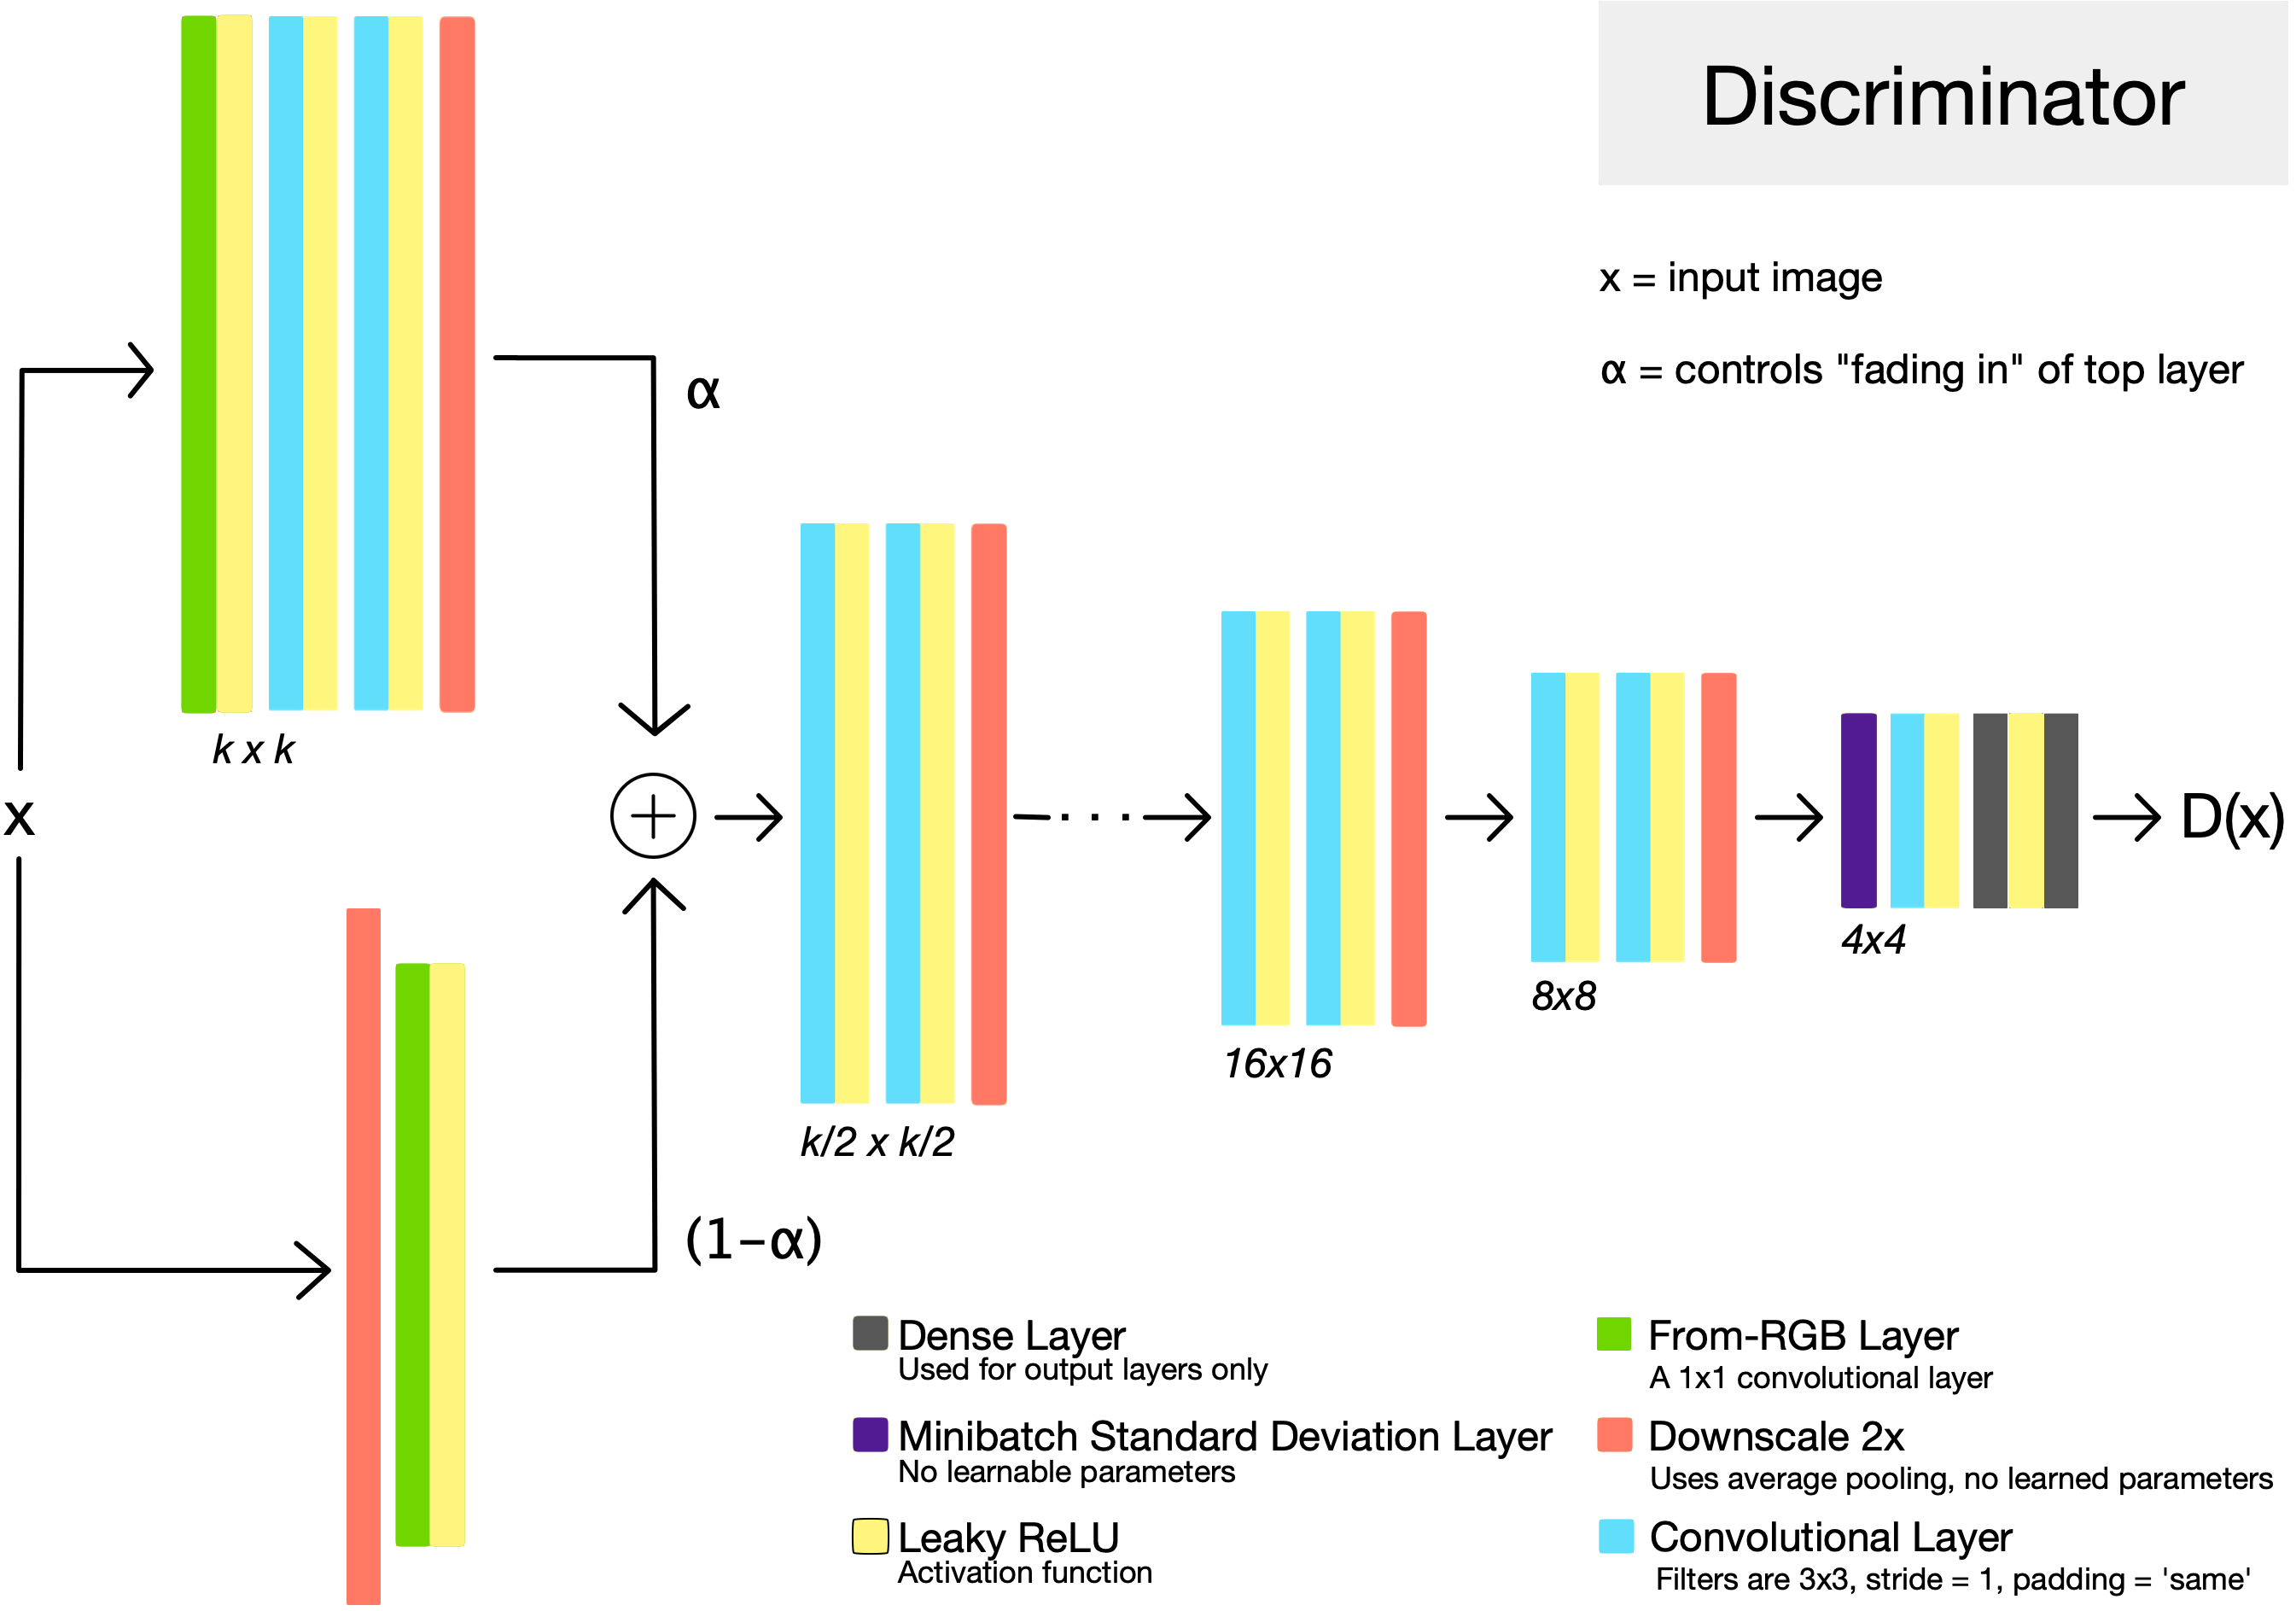 Discriminator
x = input image
α = controls "fading in" of top layer
α
k x k
x
D(x)
4x4
8x8
16x16
k/2 x k/2
(1-α)
Dense Layer
Used for output layers only
Minibatch Standard Deviation Layer
No learnable parameters
Leaky ReLU
Activation function
From-RGB Layer
A 1x1 convolutional layer
Downscale 2x
Uses average pooling, no learned parameters
Convolutional Layer
Filters are 3x3, stride = 1, padding = 'same'